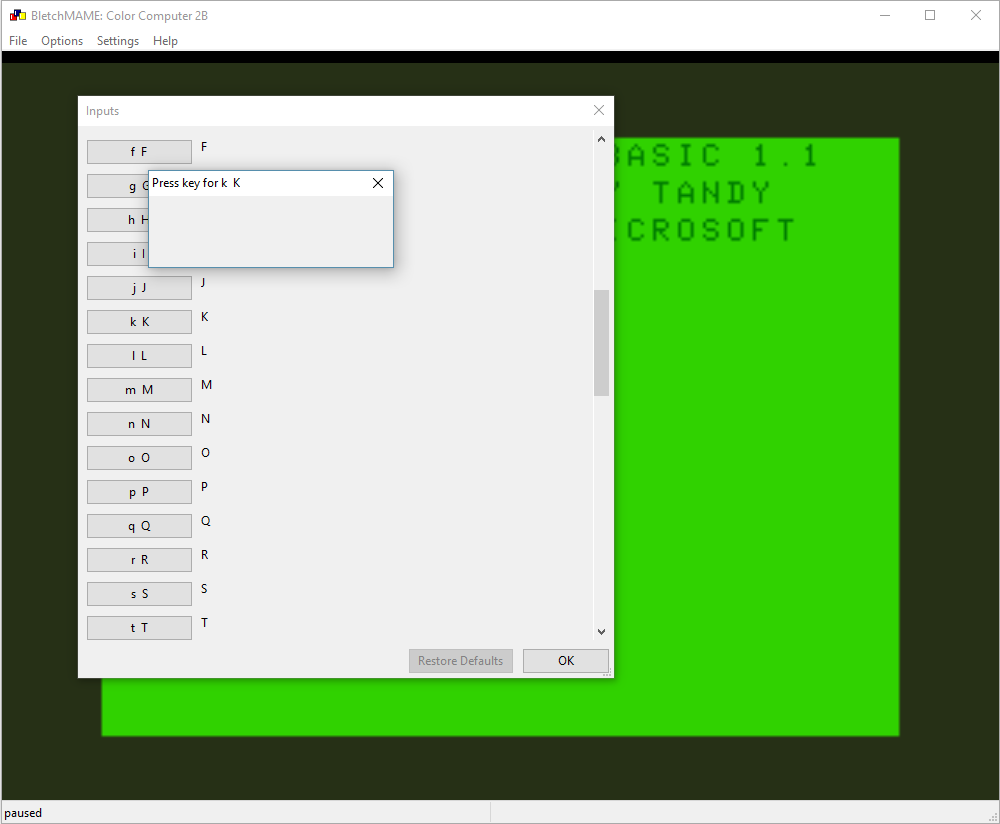 BletchMAME: Color Computer 2B
File Options Settings Help
Inputs
BASIC 1.1
TANDY
CROSOFT
f F F
g
Press key for k K
h H
i I
j J J
k K K
l L L
m M M
n N N
o O O
p P P
q Q Q
r R R
s S S
t T T
Restore Defaults OK
paused